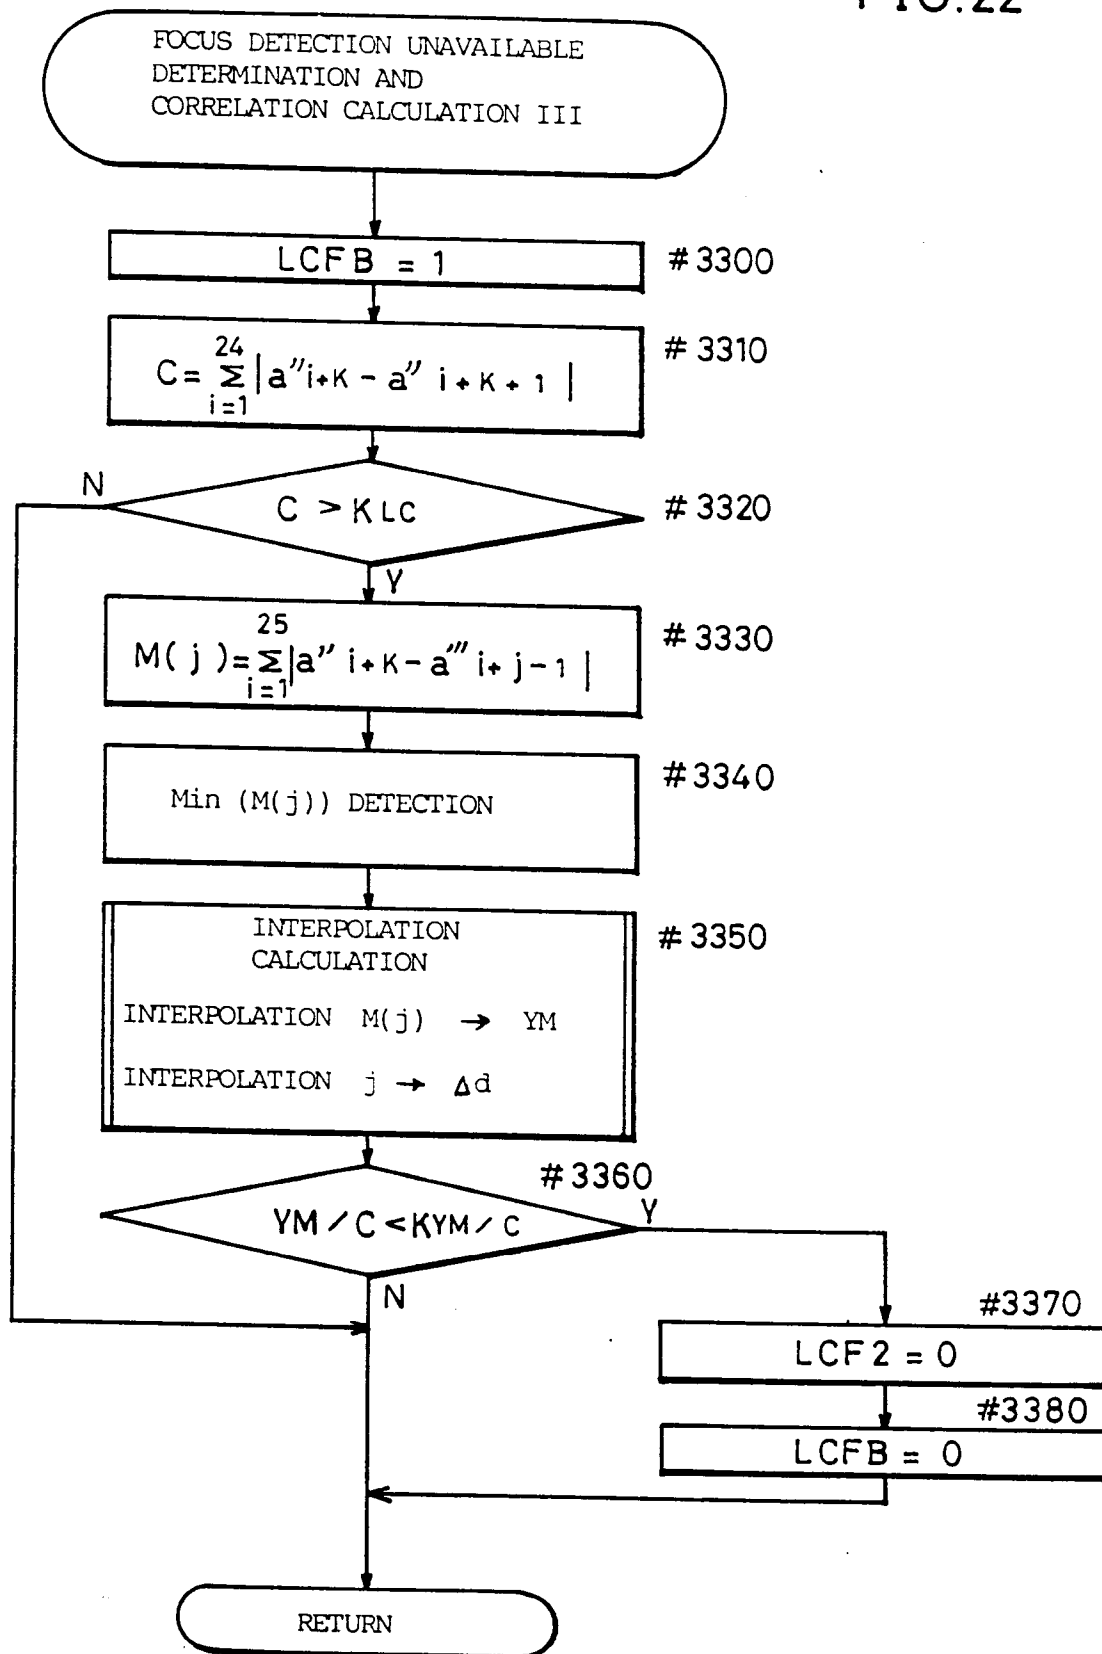 FIG.22
FOCUS DETECTION UNAVAILABLE
DETERMINATION AND
CORRELATION CALCULATION III
LCFB = 1
#3300
C = 24 Σ i=1 | a″ i+K − a″ i + K + 1 |
#3310
N
C > KLC
#3320
Y
M( j ) = 25 Σ i=1 | a″ i+K − a‴ i+ j − 1 |
#3330
Min (M(j)) DETECTION
#3340
INTERPOLATION
CALCULATION
#3350
INTERPOLATION M(j) → YM
INTERPOLATION j → Δd
#3360
YM / C < KYM / C
Y
N
#3370
LCF2 = 0
#3380
LCFB = 0
RETURN